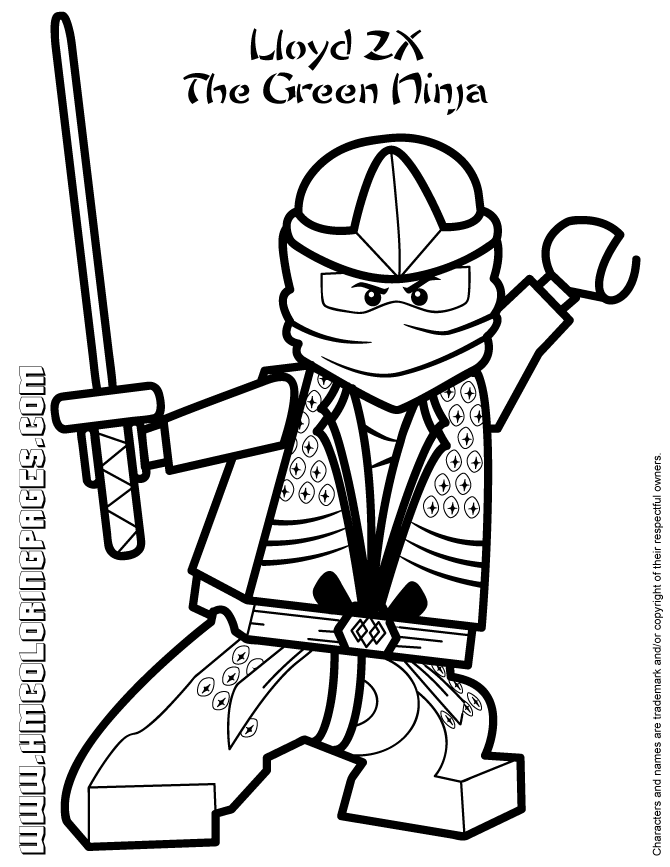 Lloyd ZX
The Green Ninja
WWW.HMCOLORINGPAGES.COM
Characters and names are trademark and/or copyright of their respectful owners.